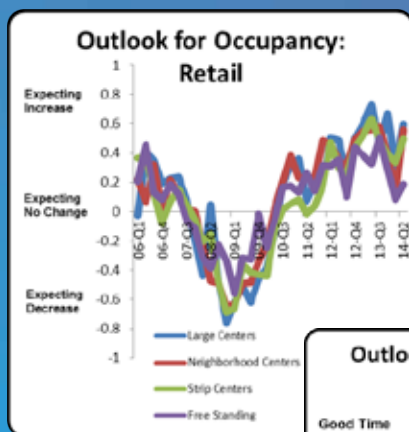 Outlook for Occupancy:
Retail
1
Expecting
Increase
0.8
0.6
0.4
0.2
Expecting
No Change
0
-0.2
-0.4
Expecting
Decrease
-0.6
-0.8
-1
06-Q1
06-Q4
07-Q3
08-Q2
09-Q1
09-Q4
10-Q3
11-Q2
12-Q1
12-Q4
13-Q3
14-Q2
Large Centers
Neighborhood Centers
Strip Centers
Free Standing
Outlo
Good Time